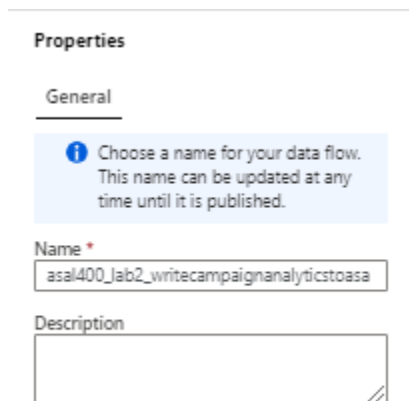 Properties
General
Choose a name for your data flow.
This name can be updated at any
time until it is published.
Name *
asal400_lab2_writecampaignanalyticstoasa
Description